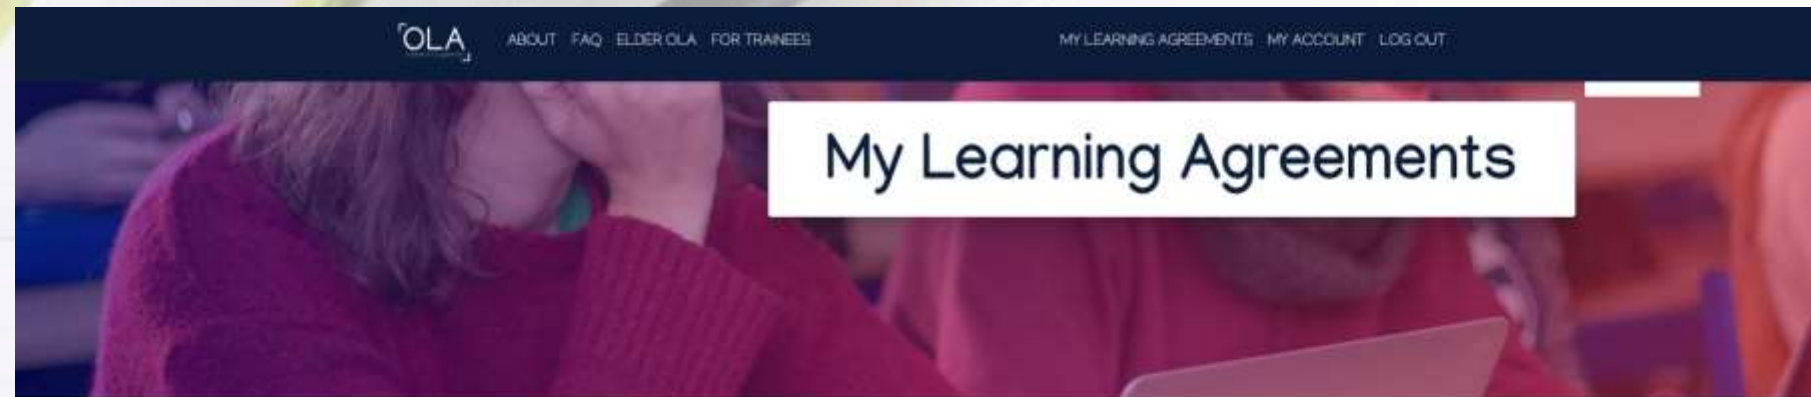 OLA ABOUT FAQ ELDER OLA FOR TRAINEES MY LEARNING AGREEMENTS MY ACCOUNT LOG OUT
My Learning Agreements